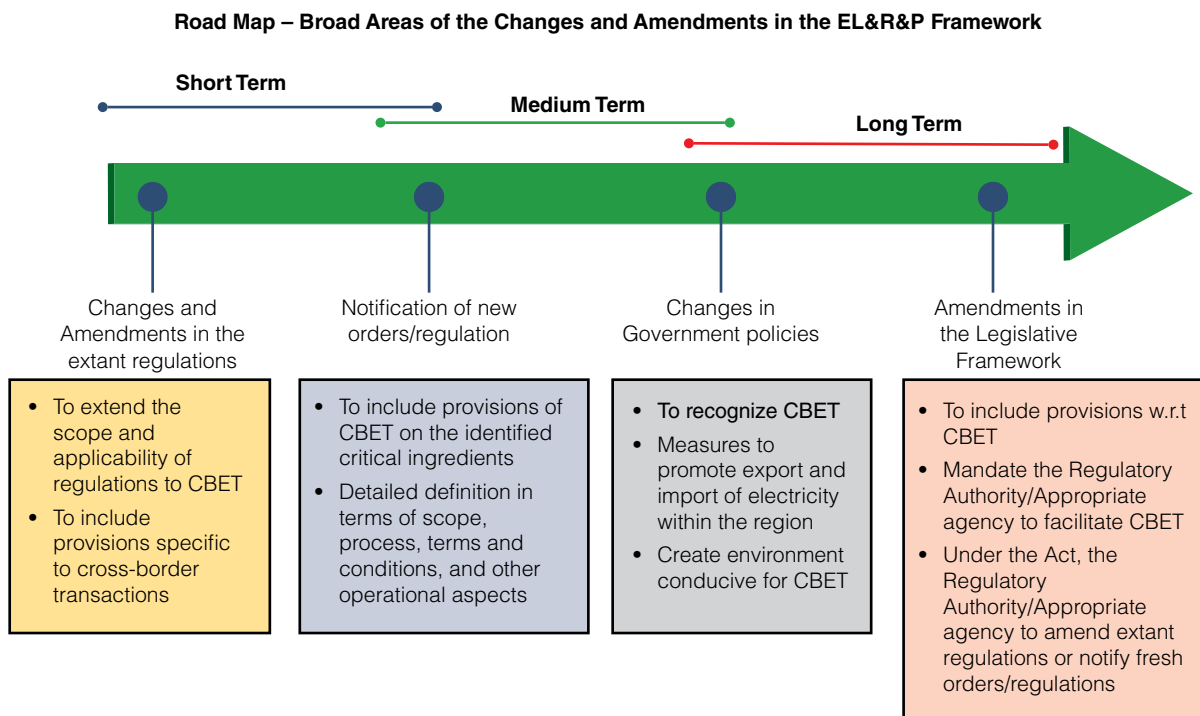 Road Map – Broad Areas of the Changes and Amendments in the EL&R&P Framework
Short Term
Medium Term
Long Term
Changes and
Amendments in the
extant regulations
Notification of new
orders/regulation
Changes in
Government policies
Amendments in
the Legislative
Framework
• To extend the
scope and
applicability of
regulations to CBET
• To include
provisions specific
to cross-border
transactions
• To include provisions of
CBET on the identified
critical ingredients
• Detailed definition in
terms of scope,
process, terms and
conditions, and other
operational aspects
• To recognize CBET
• Measures to
promote export and
import of electricity
within the region
• Create environment
conducive for CBET
• To include provisions w.r.t
CBET
• Mandate the Regulatory
Authority/Appropriate
agency to facilitate CBET
• Under the Act, the
Regulatory
Authority/Appropriate
agency to amend extant
regulations or notify fresh
orders/regulations